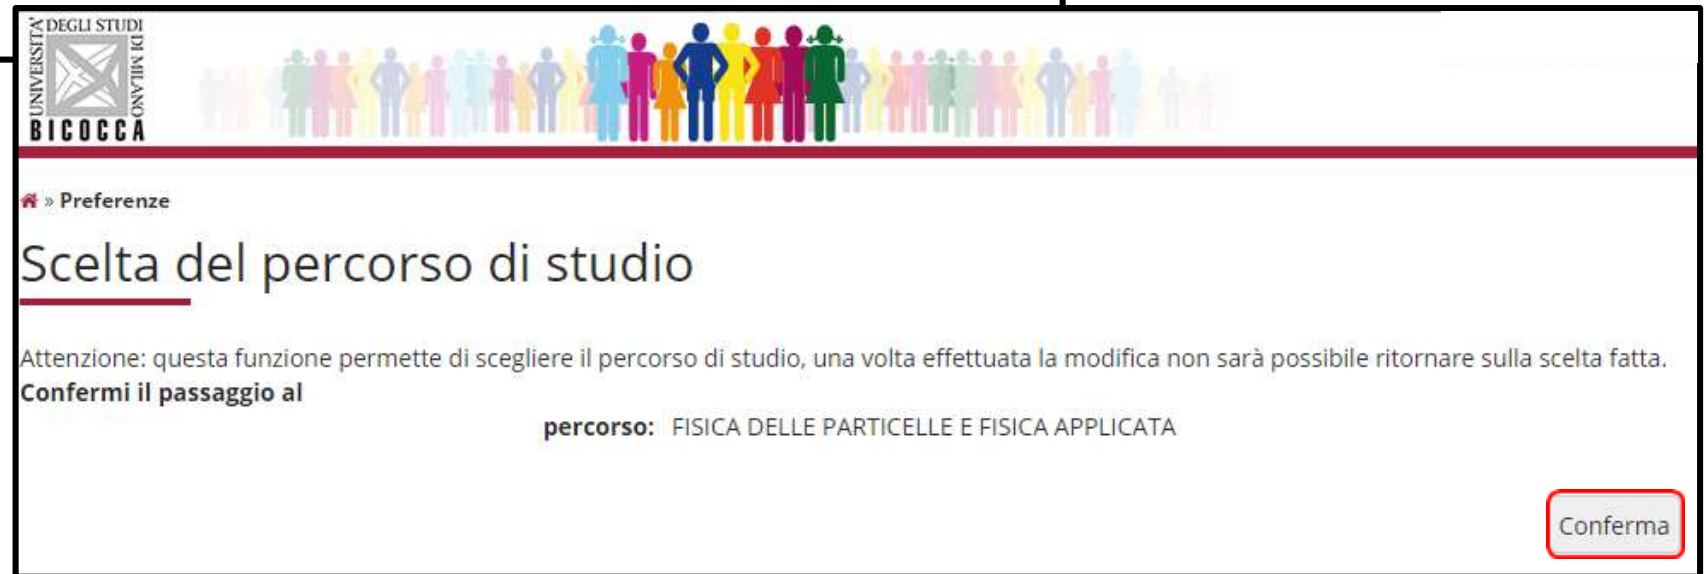 UNIVERSITA' DEGLI STUDI DI MILANO
BICOCCA
» Preferenze
Scelta del percorso di studio
Attenzione: questa funzione permette di scegliere il percorso di studio, una volta effettuata la modifica non sarà possibile ritornare sulla scelta fatta.
Confermi il passaggio al
percorso: FISICA DELLE PARTICELLE E FISICA APPLICATA
Conferma